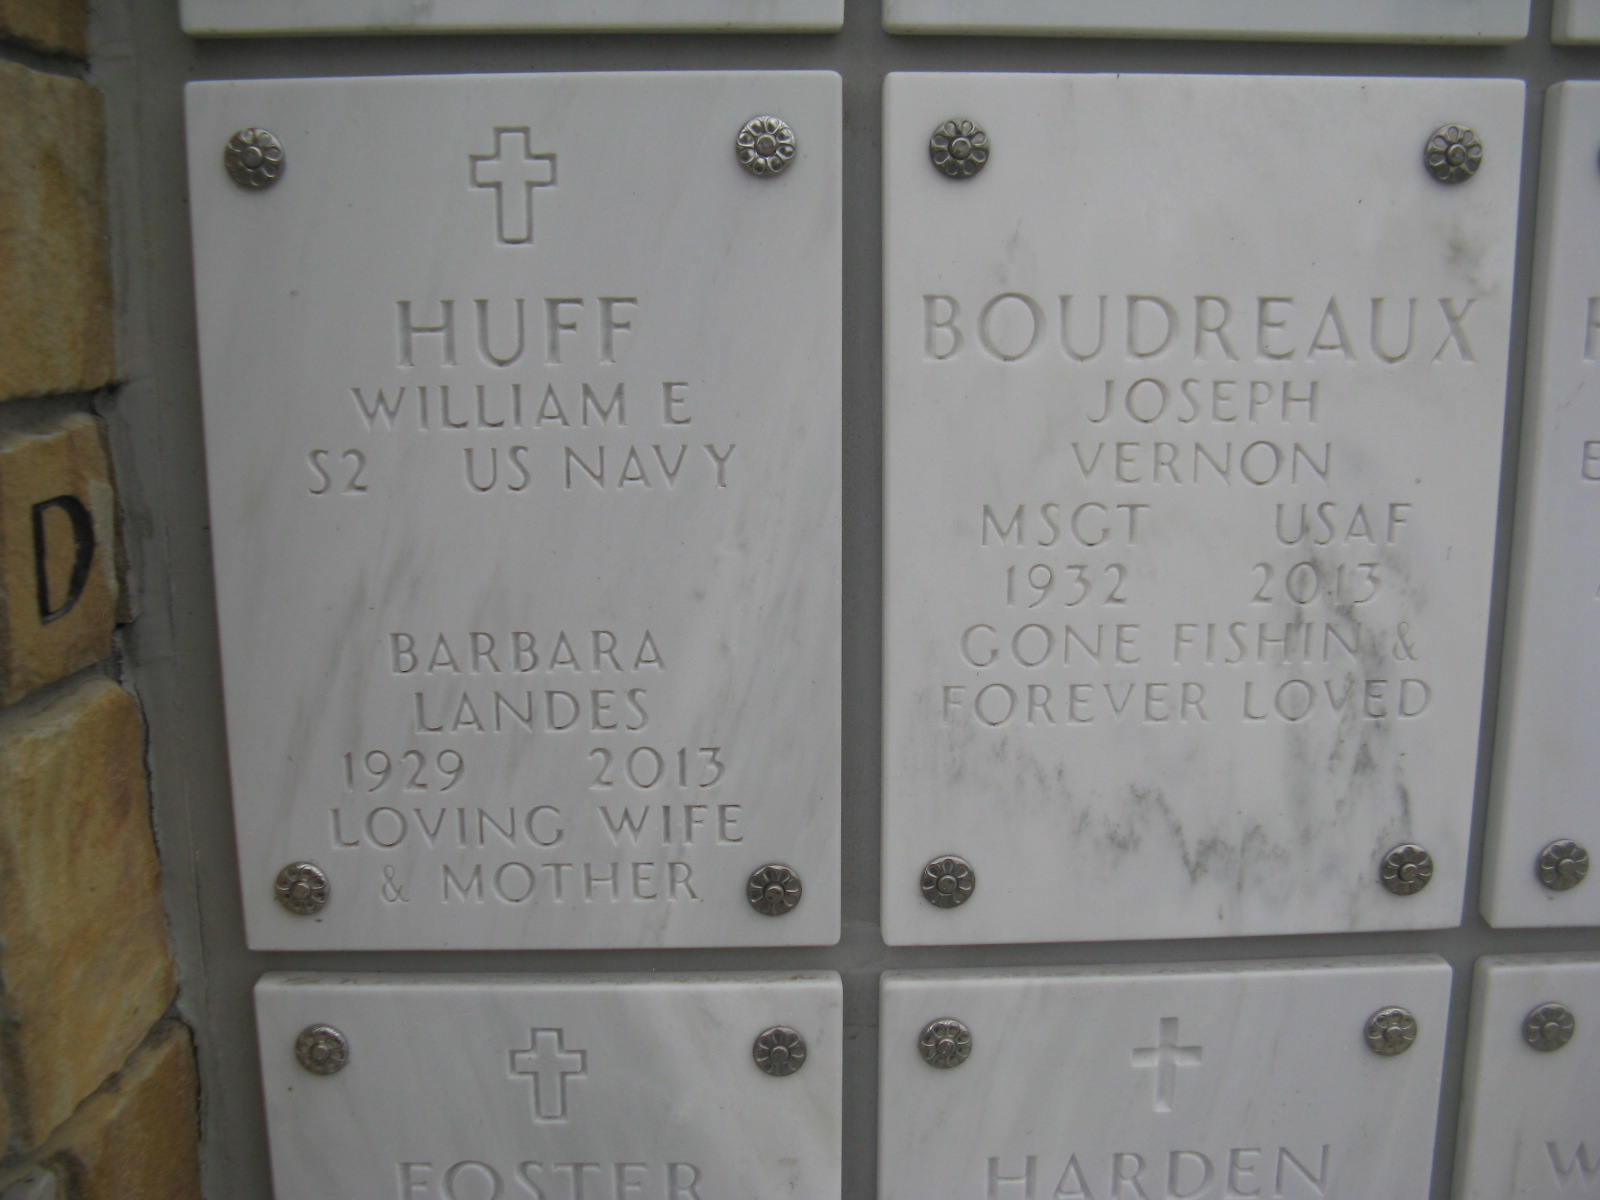 D
HUFF
WILLIAM E
S2 US NAVY
BARBARA
LANDES
1929 2013
LOVING WIFE
& MOTHER
BOUDREAUX
JOSEPH
VERNON
MSGT USAF
1932 2013
GONE FISHIN &
FOREVER LOVED
FOSTER
HARDEN